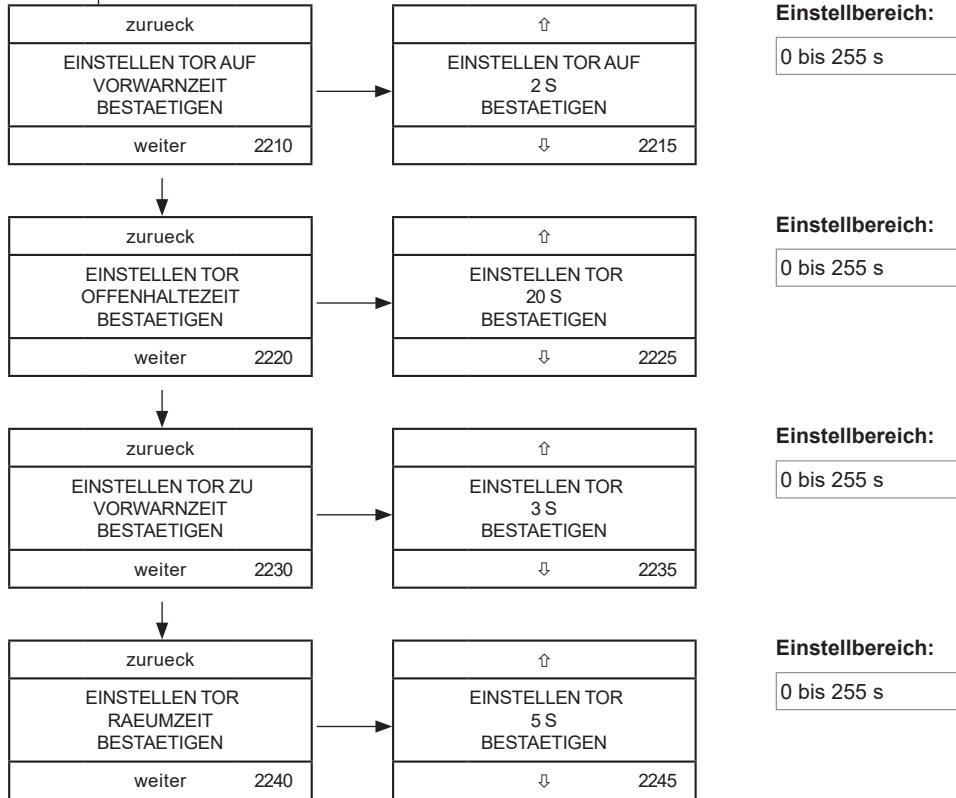 zurueck
EINSTELLEN TOR AUF
VORWARNZEIT
BESTAETIGEN
weiter 2210
⇧
EINSTELLEN TOR AUF
2 S
BESTAETIGEN
⇩ 2215
Einstellbereich:
0 bis 255 s
zurueck
EINSTELLEN TOR
OFFENHALTEZEIT
BESTAETIGEN
weiter 2220
⇧
EINSTELLEN TOR
20 S
BESTAETIGEN
⇩ 2225
Einstellbereich:
0 bis 255 s
zurueck
EINSTELLEN TOR ZU
VORWARNZEIT
BESTAETIGEN
weiter 2230
⇧
EINSTELLEN TOR
3 S
BESTAETIGEN
⇩ 2235
Einstellbereich:
0 bis 255 s
zurueck
EINSTELLEN TOR
RAEUMZEIT
BESTAETIGEN
weiter 2240
⇧
EINSTELLEN TOR
5 S
BESTAETIGEN
⇩ 2245
Einstellbereich:
0 bis 255 s